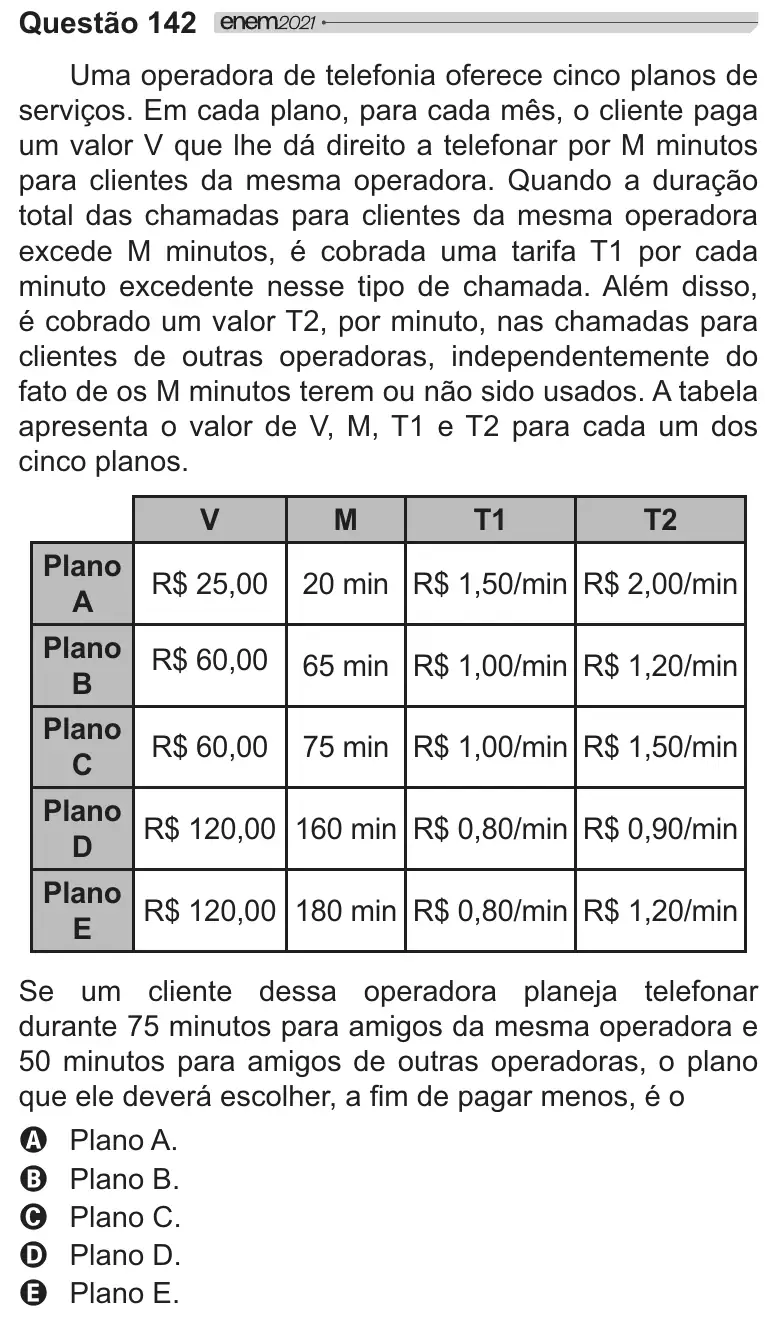 Questão 142 enem2021
Uma operadora de telefonia oferece cinco planos de
serviços. Em cada plano, para cada mês, o cliente paga
um valor V que lhe dá direito a telefonar por M minutos
para clientes da mesma operadora. Quando a duração
total das chamadas para clientes da mesma operadora
excede M minutos, é cobrada uma tarifa T1 por cada
minuto excedente nesse tipo de chamada. Além disso,
é cobrado um valor T2, por minuto, nas chamadas para
clientes de outras operadoras, independentemente do
fato de os M minutos terem ou não sido usados. A tabela
apresenta o valor de V, M, T1 e T2 para cada um dos
cinco planos.
V M T1 T2
Plano A R$ 25,00 20 min R$ 1,50/min R$ 2,00/min
Plano B R$ 60,00 65 min R$ 1,00/min R$ 1,20/min
Plano C R$ 60,00 75 min R$ 1,00/min R$ 1,50/min
Plano D R$ 120,00 160 min R$ 0,80/min R$ 0,90/min
Plano E R$ 120,00 180 min R$ 0,80/min R$ 1,20/min
Se um cliente dessa operadora planeja telefonar
durante 75 minutos para amigos da mesma operadora e
50 minutos para amigos de outras operadoras, o plano
que ele deverá escolher, a fim de pagar menos, é o
A Plano A.
B Plano B.
C Plano C.
D Plano D.
E Plano E.